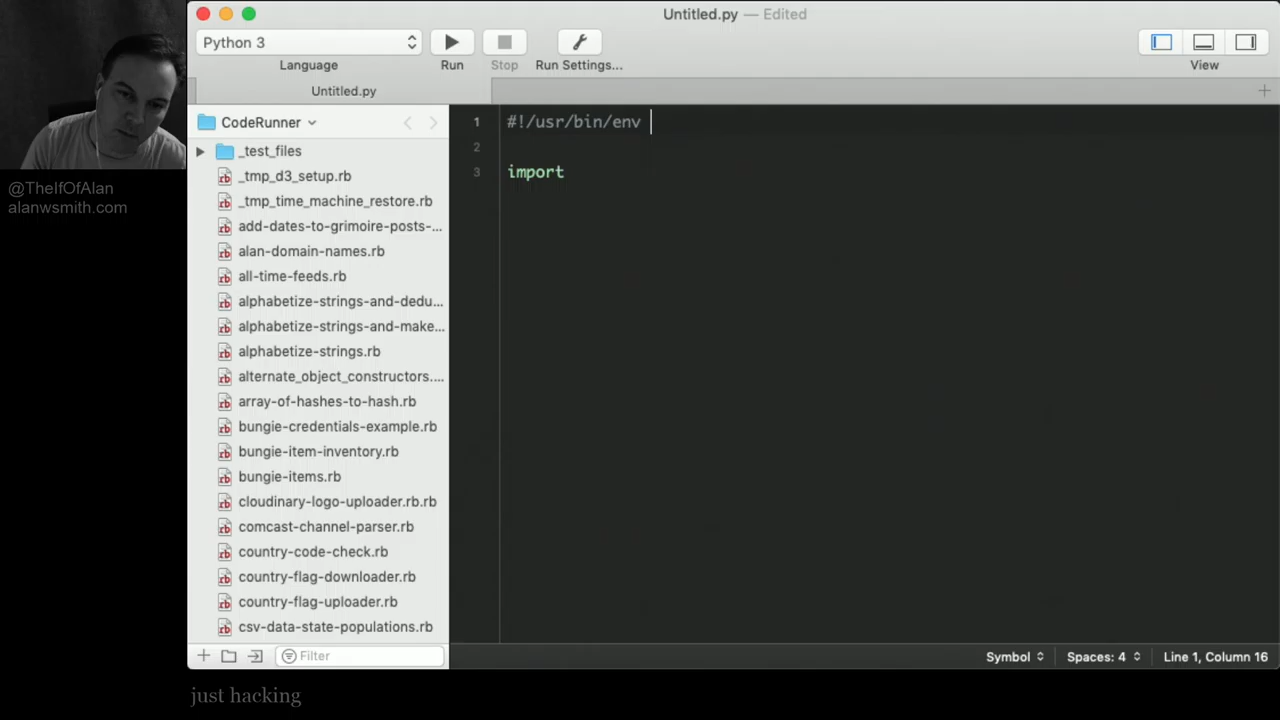 Untitled.py — Edited
Python 3
Language
Run
Stop
Run Settings...
View
Untitled.py
CodeRunner
_test_files
_tmp_d3_setup.rb
_tmp_time_machine_restore.rb
add-dates-to-grimoire-posts-...
alan-domain-names.rb
all-time-feeds.rb
alphabetize-strings-and-dedu...
alphabetize-strings-and-make...
alphabetize-strings.rb
alternate_object_constructors....
array-of-hashes-to-hash.rb
bungie-credentials-example.rb
bungie-item-inventory.rb
bungie-items.rb
cloudinary-logo-uploader.rb.rb
comcast-channel-parser.rb
country-code-check.rb
country-flag-downloader.rb
country-flag-uploader.rb
csv-data-state-populations.rb
Filter
1 #!/usr/bin/env
2
3 import
Symbol Spaces: 4 Line 1, Column 16
@TheIfOfAlan
alanwsmith.com
just hacking